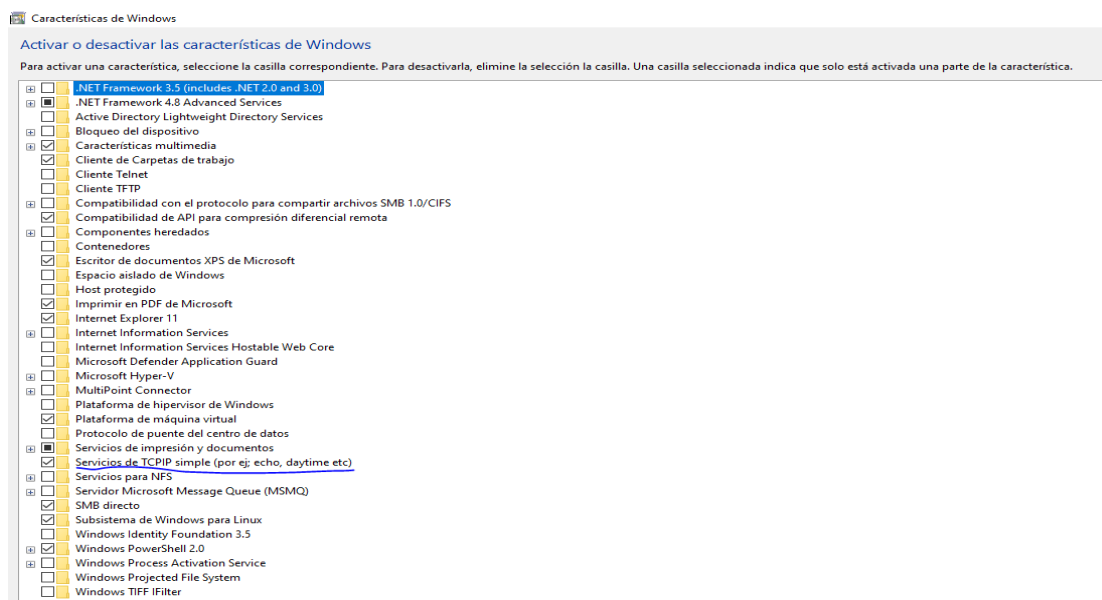 Características de Windows
Activar o desactivar las características de Windows
Para activar una característica, seleccione la casilla correspondiente. Para desactivarla, elimine la selección la casilla. Una casilla seleccionada indica que solo está activada una parte de la característica.
.NET Framework 3.5 (includes .NET 2.0 and 3.0)
.NET Framework 4.8 Advanced Services
Active Directory Lightweight Directory Services
Bloqueo del dispositivo
Características multimedia
Cliente de Carpetas de trabajo
Cliente Telnet
Cliente TFTP
Compatibilidad con el protocolo para compartir archivos SMB 1.0/CIFS
Compatibilidad de API para compresión diferencial remota
Componentes heredados
Contenedores
Escritor de documentos XPS de Microsoft
Espacio aislado de Windows
Host protegido
Imprimir en PDF de Microsoft
Internet Explorer 11
Internet Information Services
Internet Information Services Hostable Web Core
Microsoft Defender Application Guard
Microsoft Hyper-V
MultiPoint Connector
Plataforma de hipervisor de Windows
Plataforma de máquina virtual
Protocolo de puente del centro de datos
Servicios de impresión y documentos
Servicios de TCPIP simple (por ej; echo, daytime etc)
Servicios para NFS
Servidor Microsoft Message Queue (MSMQ)
SMB directo
Subsistema de Windows para Linux
Windows Identity Foundation 3.5
Windows PowerShell 2.0
Windows Process Activation Service
Windows Projected File System
Windows TIFF IFilter